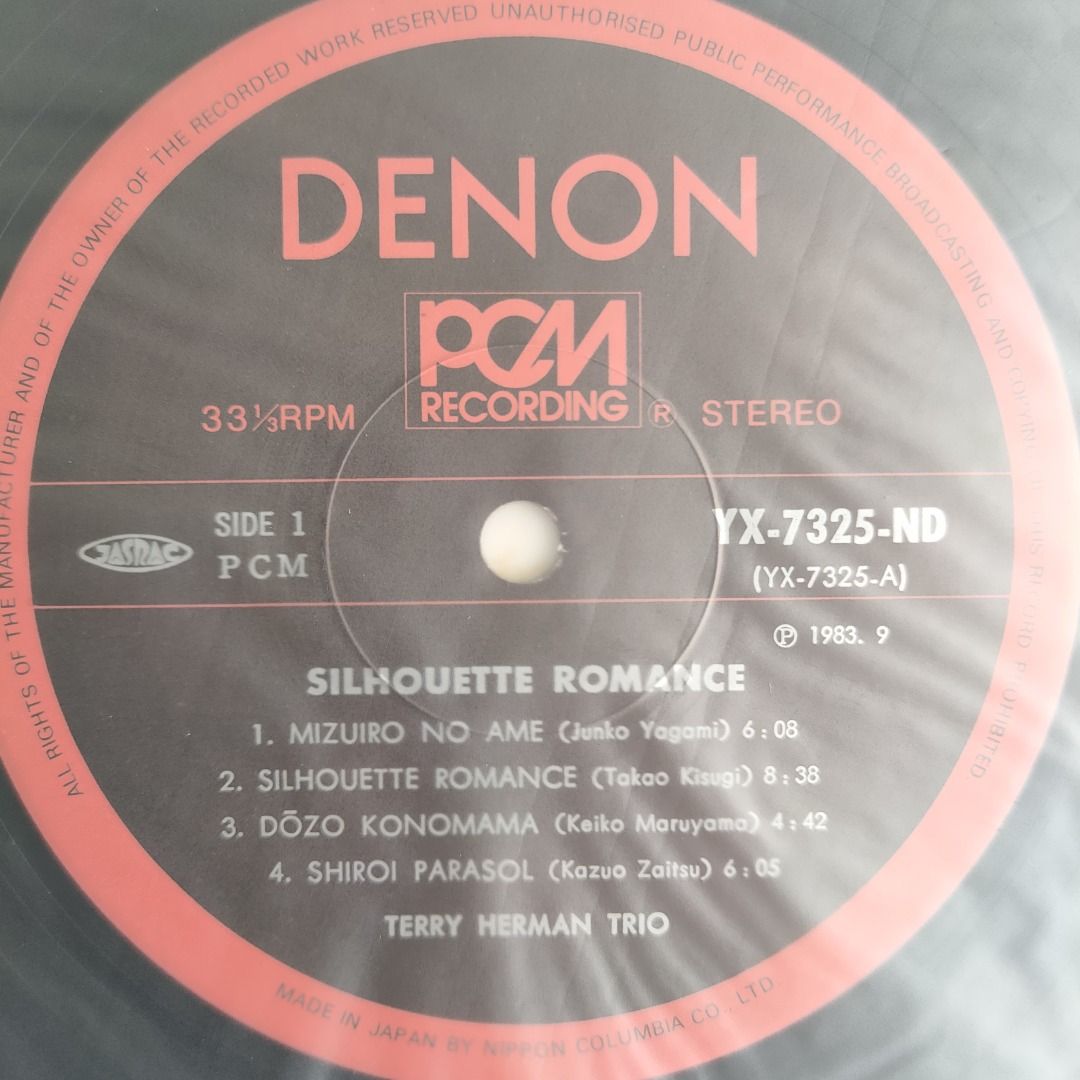 ALL RIGHTS OF THE MANUFACTURER AND OF THE OWNER OF THE RECORDED WORK RESERVED UNAUTHORISED PUBLIC PERFORMANCE BROADCASTING AND COPYING OF THIS RECORD PROHIBITED.
DENON
PCM
RECORDING
33⅓RPM
® STEREO
JASRAC
SIDE 1
PCM
YX-7325-ND
(YX-7325-A)
℗ 1983. 9
SILHOUETTE ROMANCE
1. MIZUIRO NO AME (Junko Yagami) 6:08
2. SILHOUETTE ROMANCE (Takao Kisugi) 8:38
3. DŌZO KONOMAMA (Keiko Maruyama) 4:42
4. SHIROI PARASOL (Kazuo Zaitsu) 6:05
TERRY HERMAN TRIO
MADE IN JAPAN BY NIPPON COLUMBIA CO., LTD.